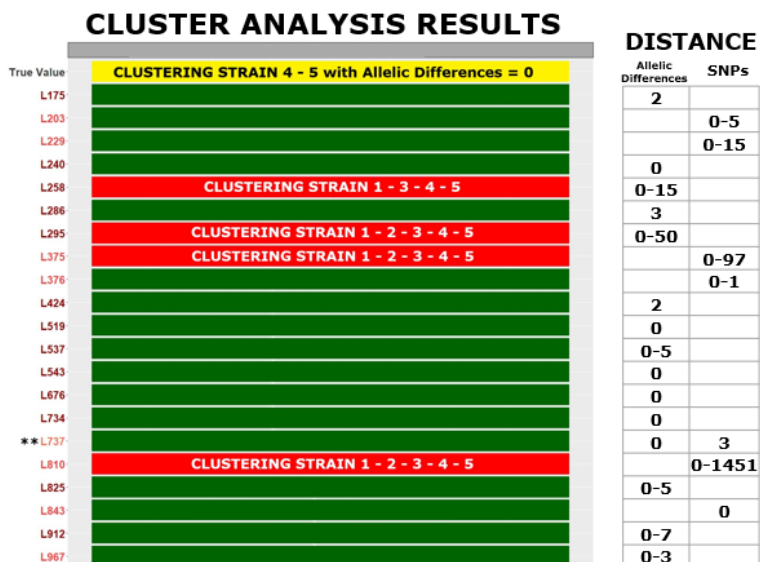 CLUSTER ANALYSIS RESULTS
DISTANCE
Allelic Differences SNPs
True Value CLUSTERING STRAIN 4 - 5 with Allelic Differences = 0
L175 2
L203 0-5
L229 0-15
L240 0
L258 CLUSTERING STRAIN 1 - 3 - 4 - 5 0-15
L286 3
L295 CLUSTERING STRAIN 1 - 2 - 3 - 4 - 5 0-50
L375 CLUSTERING STRAIN 1 - 2 - 3 - 4 - 5 0-97
L376 0-1
L424 2
L519 0
L537 0-5
L543 0
L676 0
L734 0
**L737 0 3
L810 CLUSTERING STRAIN 1 - 2 - 3 - 4 - 5 0-1451
L825 0-5
L843 0
L912 0-7
L967 0-3